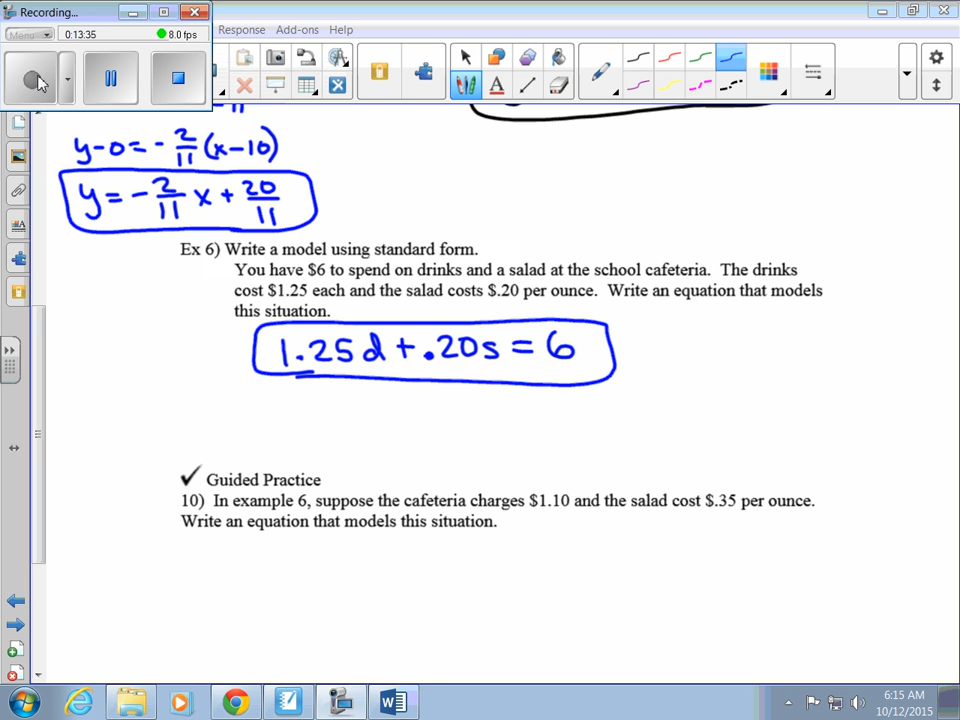 Recording...
Menu
0:13:35
8.0 fps
Response Add-ons Help
11
y-0=-2/11(x-10)
y=-2/11x+20/11
Ex 6) Write a model using standard form.
You have $6 to spend on drinks and a salad at the school cafeteria. The drinks
cost $1.25 each and the salad costs $.20 per ounce. Write an equation that models
this situation.
1.25d+.20s=6
✓ Guided Practice
10) In example 6, suppose the cafeteria charges $1.10 and the salad cost $.35 per ounce.
Write an equation that models this situation.
6:15 AM
10/12/2015